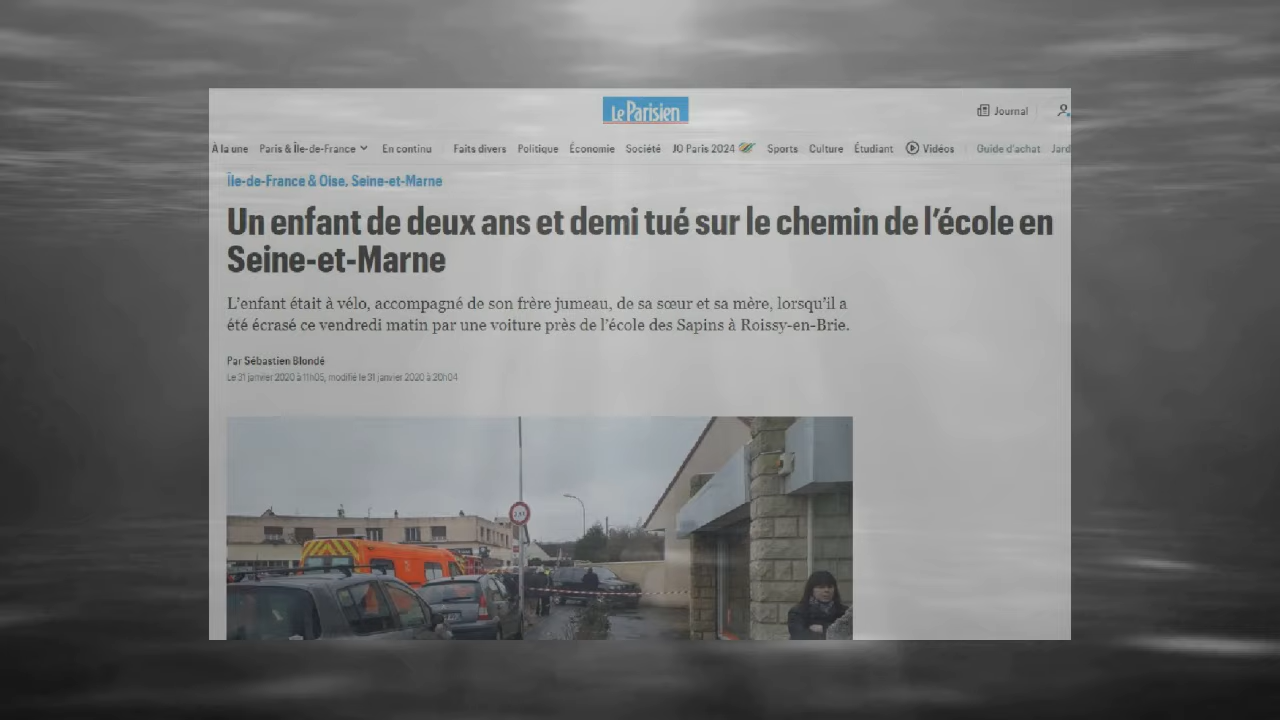 Le Parisien
Journal
À la une Paris & Île-de-France En continu Faits divers Politique Économie Société JO Paris 2024 Sports Culture Étudiant Vidéos Guide d'achat Jard
Île-de-France & Oise, Seine-et-Marne
Un enfant de deux ans et demi tué sur le chemin de l'école en
Seine-et-Marne
L'enfant était à vélo, accompagné de son frère jumeau, de sa sœur et sa mère, lorsqu'il a
été écrasé ce vendredi matin par une voiture près de l'école des Sapins à Roissy-en-Brie.
Par Sébastien Blondé
Le 31 janvier 2020 à 11h05, modifié le 31 janvier 2020 à 20h04